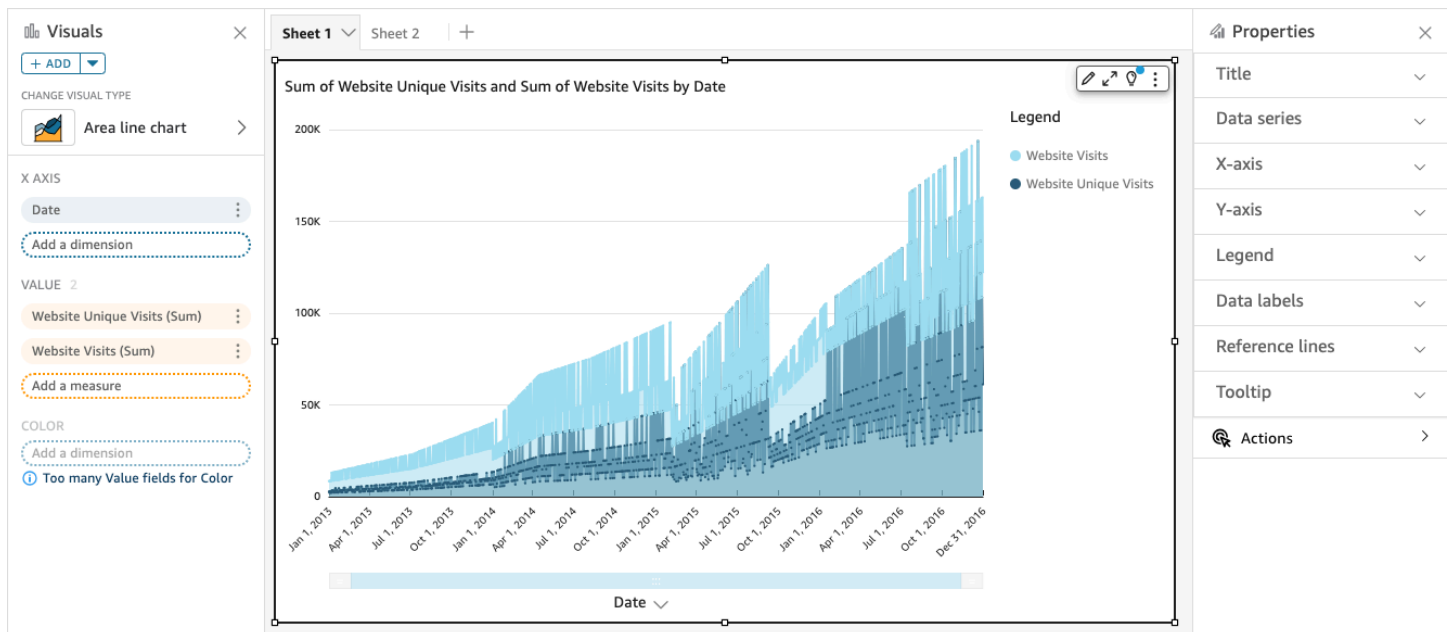 Visuals
+ ADD
CHANGE VISUAL TYPE
Area line chart
X AXIS
Date
Add a dimension
VALUE 2
Website Unique Visits (Sum)
Website Visits (Sum)
Add a measure
COLOR
Add a dimension
Too many Value fields for Color
Sheet 1
Sheet 2
Sum of Website Unique Visits and Sum of Website Visits by Date
200K
150K
100K
50K
0
Jan 1, 2013
Apr 1, 2013
Jul 1, 2013
Oct 1, 2013
Jan 1, 2014
Apr 1, 2014
Jul 1, 2014
Oct 1, 2014
Jan 1, 2015
Apr 1, 2015
Jul 1, 2015
Oct 1, 2015
Jan 1, 2016
Apr 1, 2016
Jul 1, 2016
Oct 1, 2016
Dec 31, 2016
Date
Legend
Website Visits
Website Unique Visits
Properties
Title
Data series
X-axis
Y-axis
Legend
Data labels
Reference lines
Tooltip
Actions